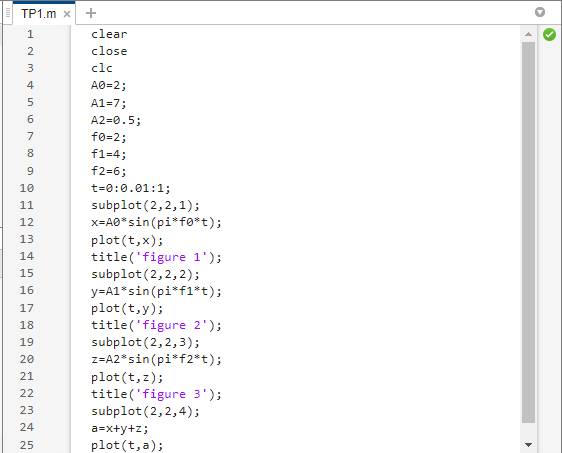 TP1.m × +
1 clear
2 close
3 clc
4 A0=2;
5 A1=7;
6 A2=0.5;
7 f0=2;
8 f1=4;
9 f2=6;
10 t=0:0.01:1;
11 subplot(2,2,1);
12 x=A0*sin(pi*f0*t);
13 plot(t,x);
14 title('figure 1');
15 subplot(2,2,2);
16 y=A1*sin(pi*f1*t);
17 plot(t,y);
18 title('figure 2');
19 subplot(2,2,3);
20 z=A2*sin(pi*f2*t);
21 plot(t,z);
22 title('figure 3');
23 subplot(2,2,4);
24 a=x+y+z;
25 plot(t,a);